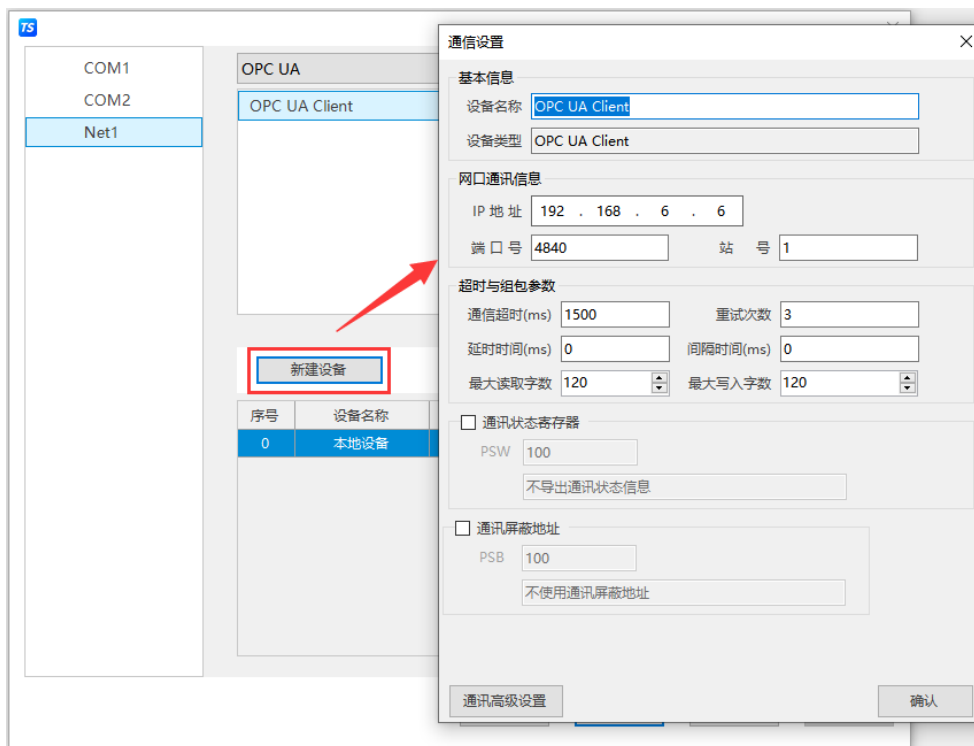 TS
COM1
COM2
Net1
OPC UA
OPC UA Client
新建设备
序号 设备名称
0 本地设备
通信设置
基本信息
设备名称 OPC UA Client
设备类型 OPC UA Client
网口通讯信息
IP 地址 192 . 168 . 6 . 6
端 口 号 4840 站 号 1
超时与组包参数
通信超时(ms) 1500 重试次数 3
延时时间(ms) 0 间隔时间(ms) 0
最大读取字数 120 最大写入字数 120
通讯状态寄存器
PSW 100
不导出通讯状态信息
通讯屏蔽地址
PSB 100
不使用通讯屏蔽地址
通讯高级设置 确认